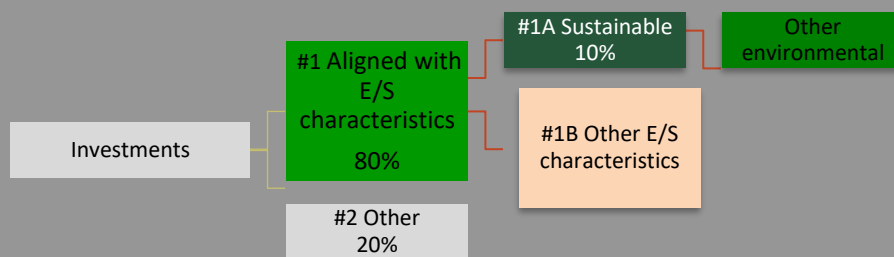 Investments
#1 Aligned with
E/S
characteristics
80%
#2 Other
20%
#1A Sustainable
10%
#1B Other E/S
characteristics
Other
environmental